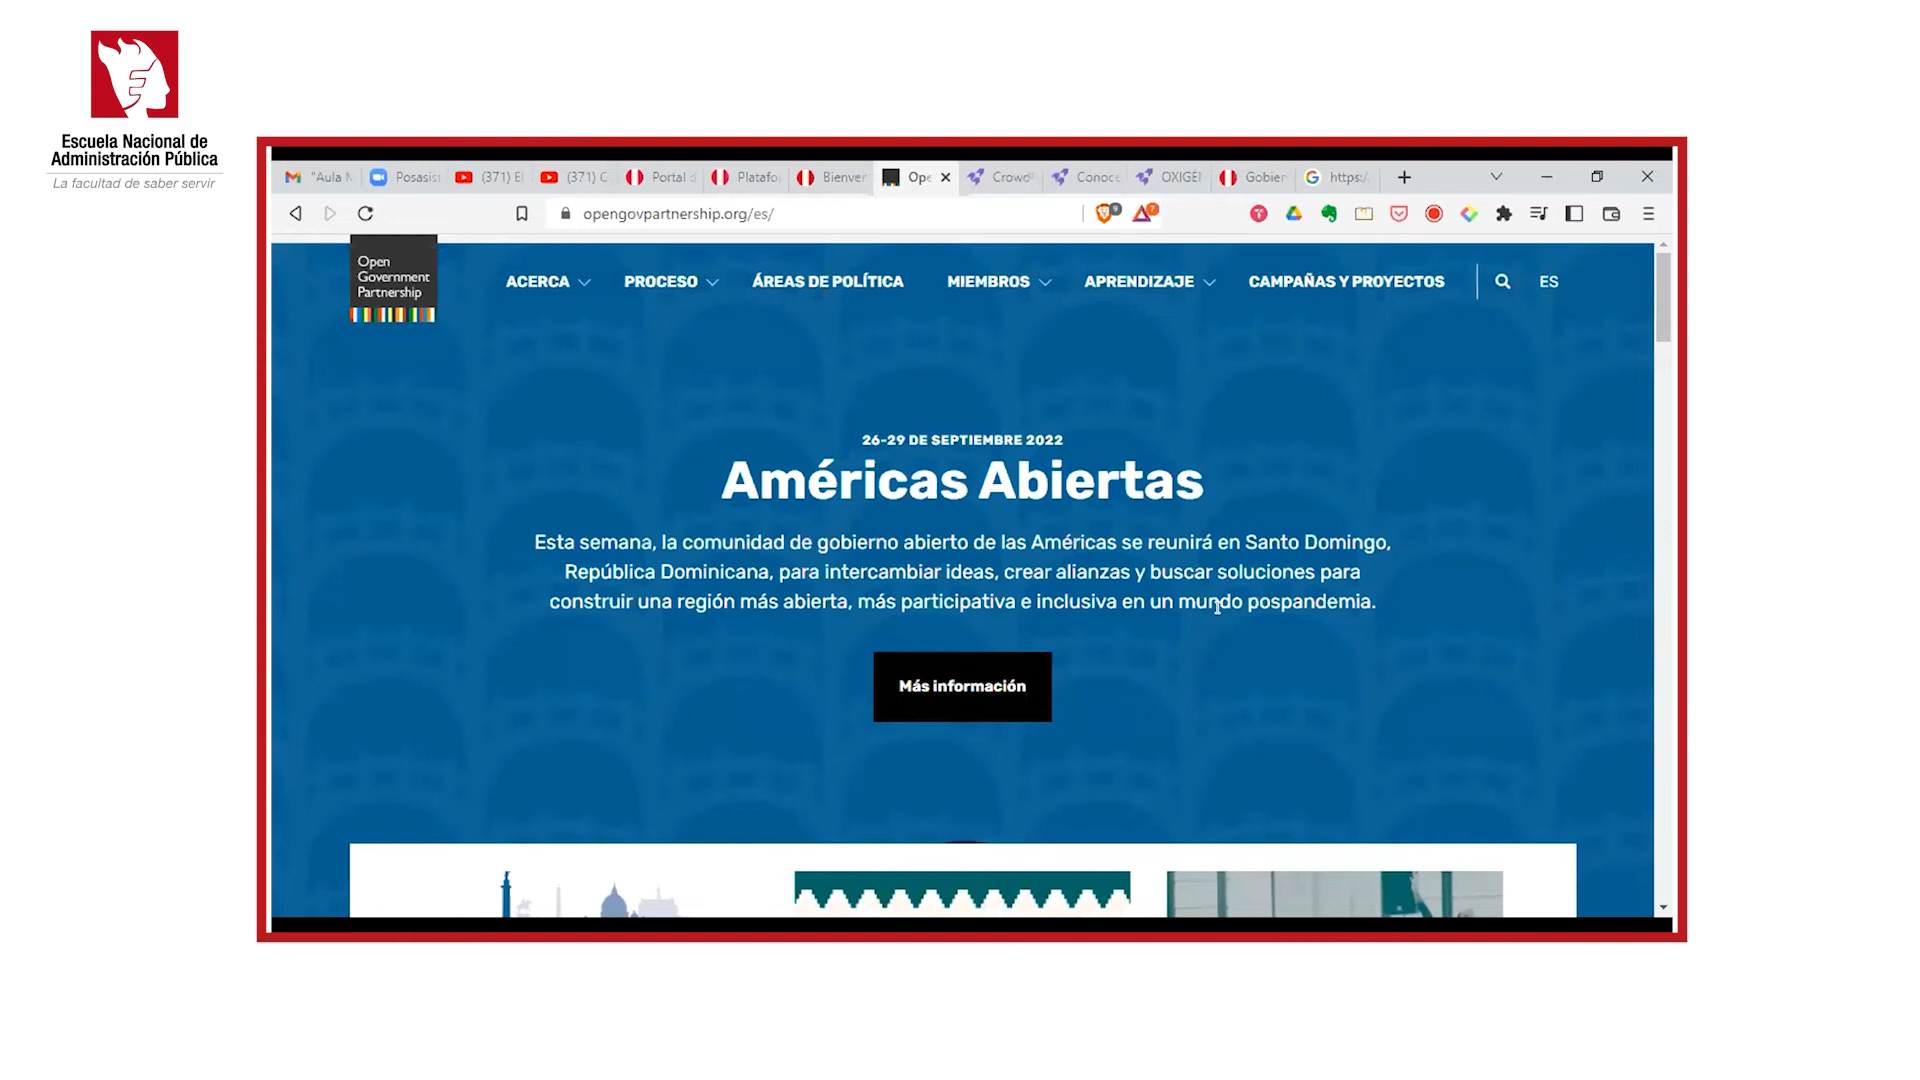 Escuela Nacional de
Administración Pública
La facultad de saber servir
"Aula
Posasis
(371) E
(371) C
Portal
Platafo
Bienver
Ope
Crowd
Conoce
OXIGE
Gobier
https:/
opengovpartnership.org/es/
9
7
Open
Government
Partnership
ACERCA
PROCESO
ÁREAS DE POLÍTICA
MIEMBROS
APRENDIZAJE
CAMPAÑAS Y PROYECTOS
ES
26-29 DE SEPTIEMBRE 2022
Américas Abiertas
Esta semana, la comunidad de gobierno abierto de las Américas se reunirá en Santo Domingo,
República Dominicana, para intercambiar ideas, crear alianzas y buscar soluciones para
construir una región más abierta, más participativa e inclusiva en un mundo pospandemia.
Más información